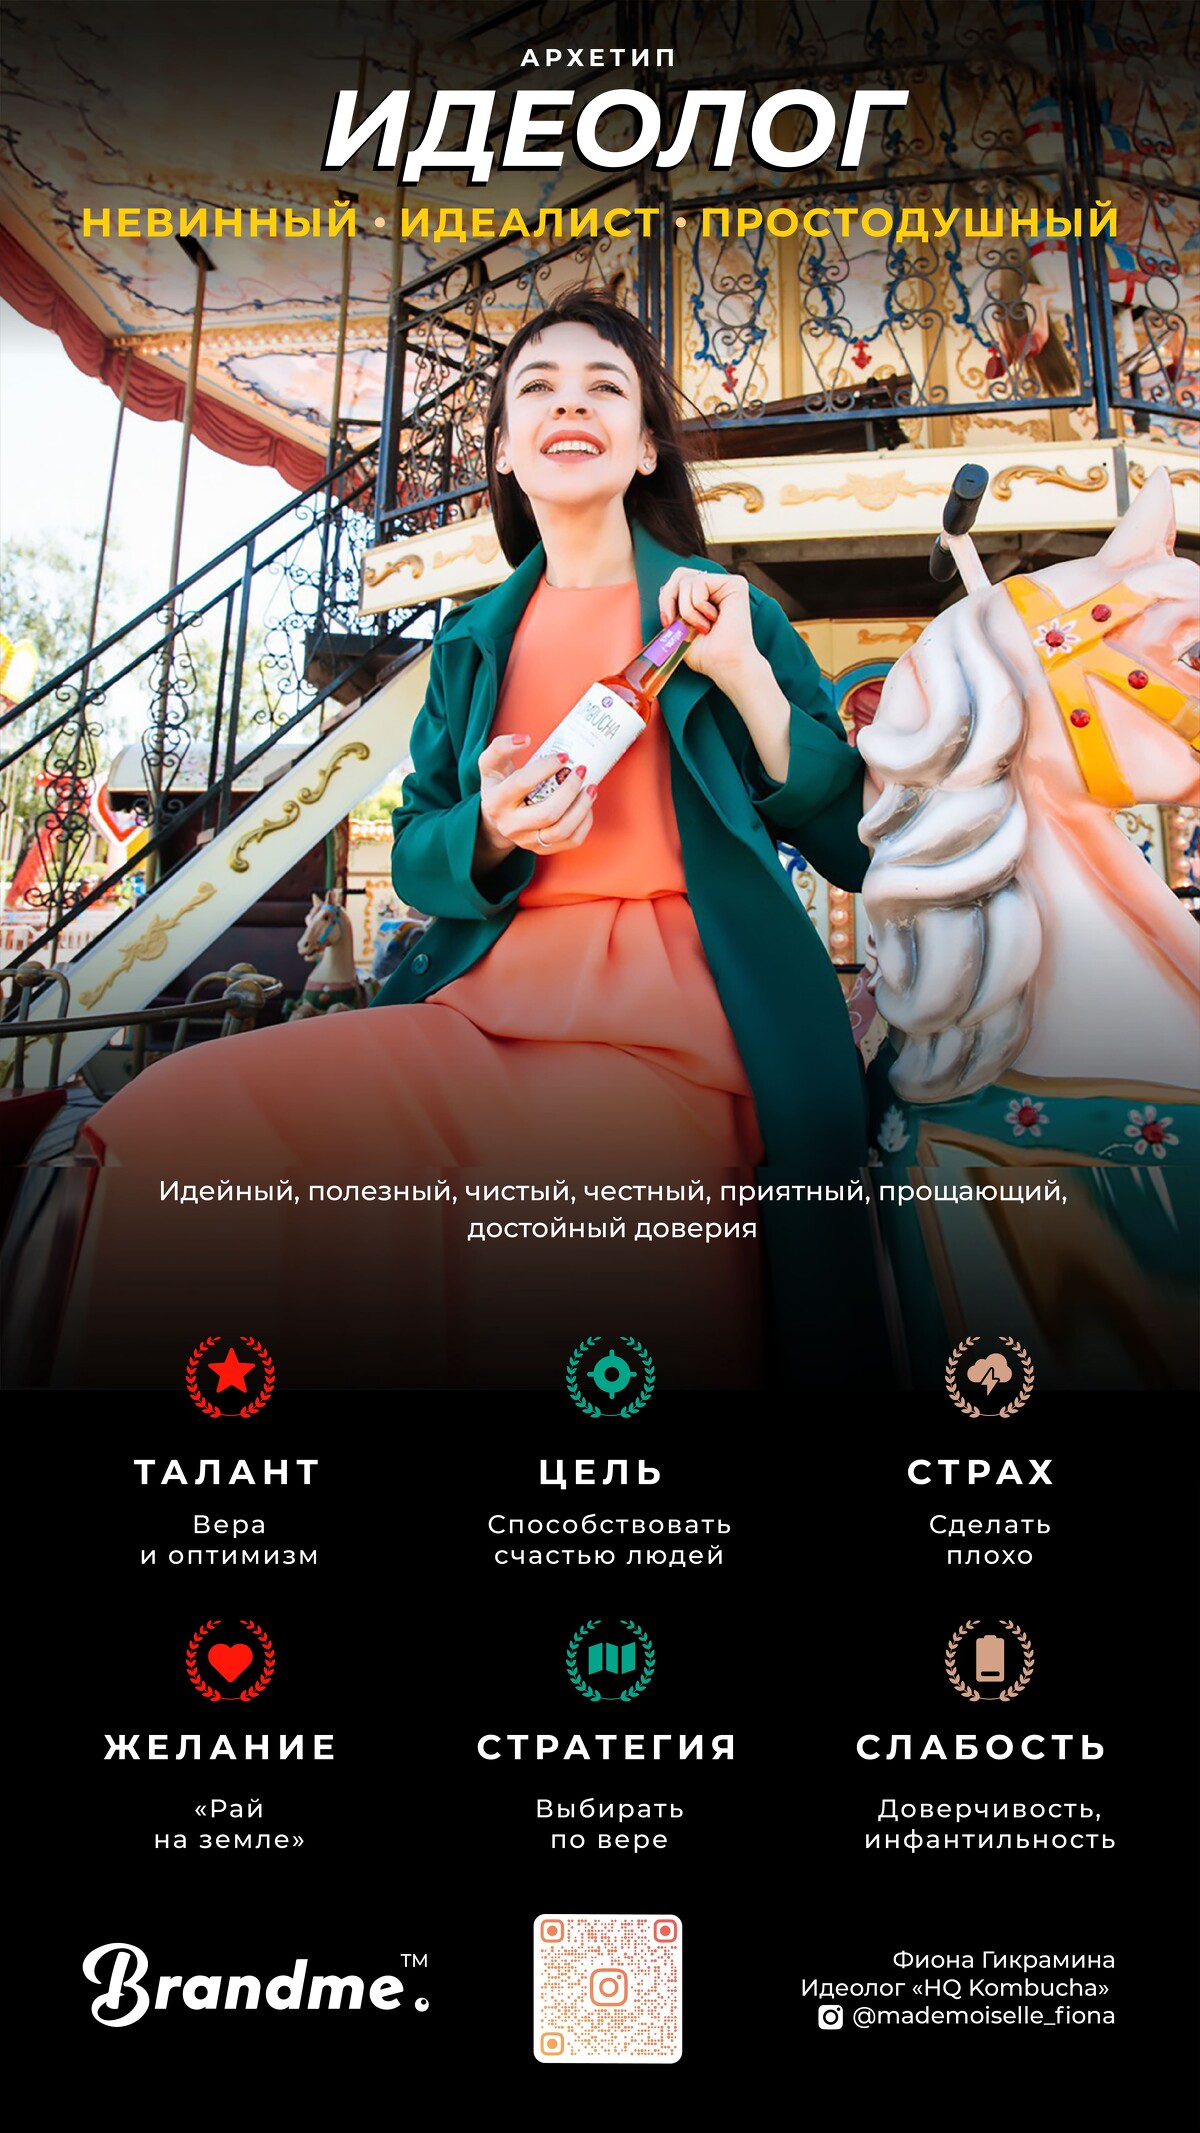 АРХЕТИП
ИДЕОЛОГ
НЕВИННЫЙ • ИДЕАЛИСТ • ПРОСТОДУШНЫЙ
Идейный, полезный, чистый, честный, приятный, прощающий,
достойный доверия
ТАЛАНТ
Вера
и оптимизм
ЦЕЛЬ
Способствовать
счастью людей
СТРАХ
Сделать
плохо
ЖЕЛАНИЕ
«Рай
на земле»
СТРАТЕГИЯ
Выбирать
по вере
СЛАБОСТЬ
Доверчивость,
инфантильность
Brandme. TM
Фиона Гикрамина
Идеолог «HQ Kombucha»
@mademoiselle_fiona